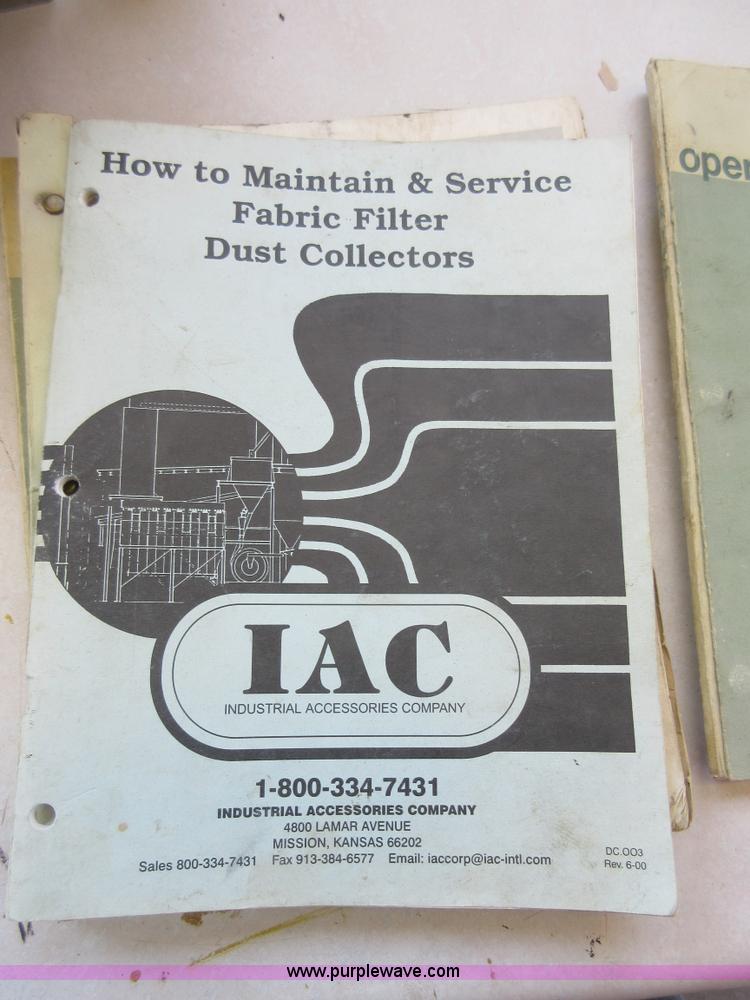 How to Maintain & Service
Fabric Filter
Dust Collectors
IAC
INDUSTRIAL ACCESSORIES COMPANY
1-800-334-7431
INDUSTRIAL ACCESSORIES COMPANY
4800 LAMAR AVENUE
MISSION, KANSAS 66202
Sales 800-334-7431 Fax 913-384-6577 Email: iaccorp@iac-intl.com
DC.OO3
Rev. 6-00
oper
www.purplewave.com